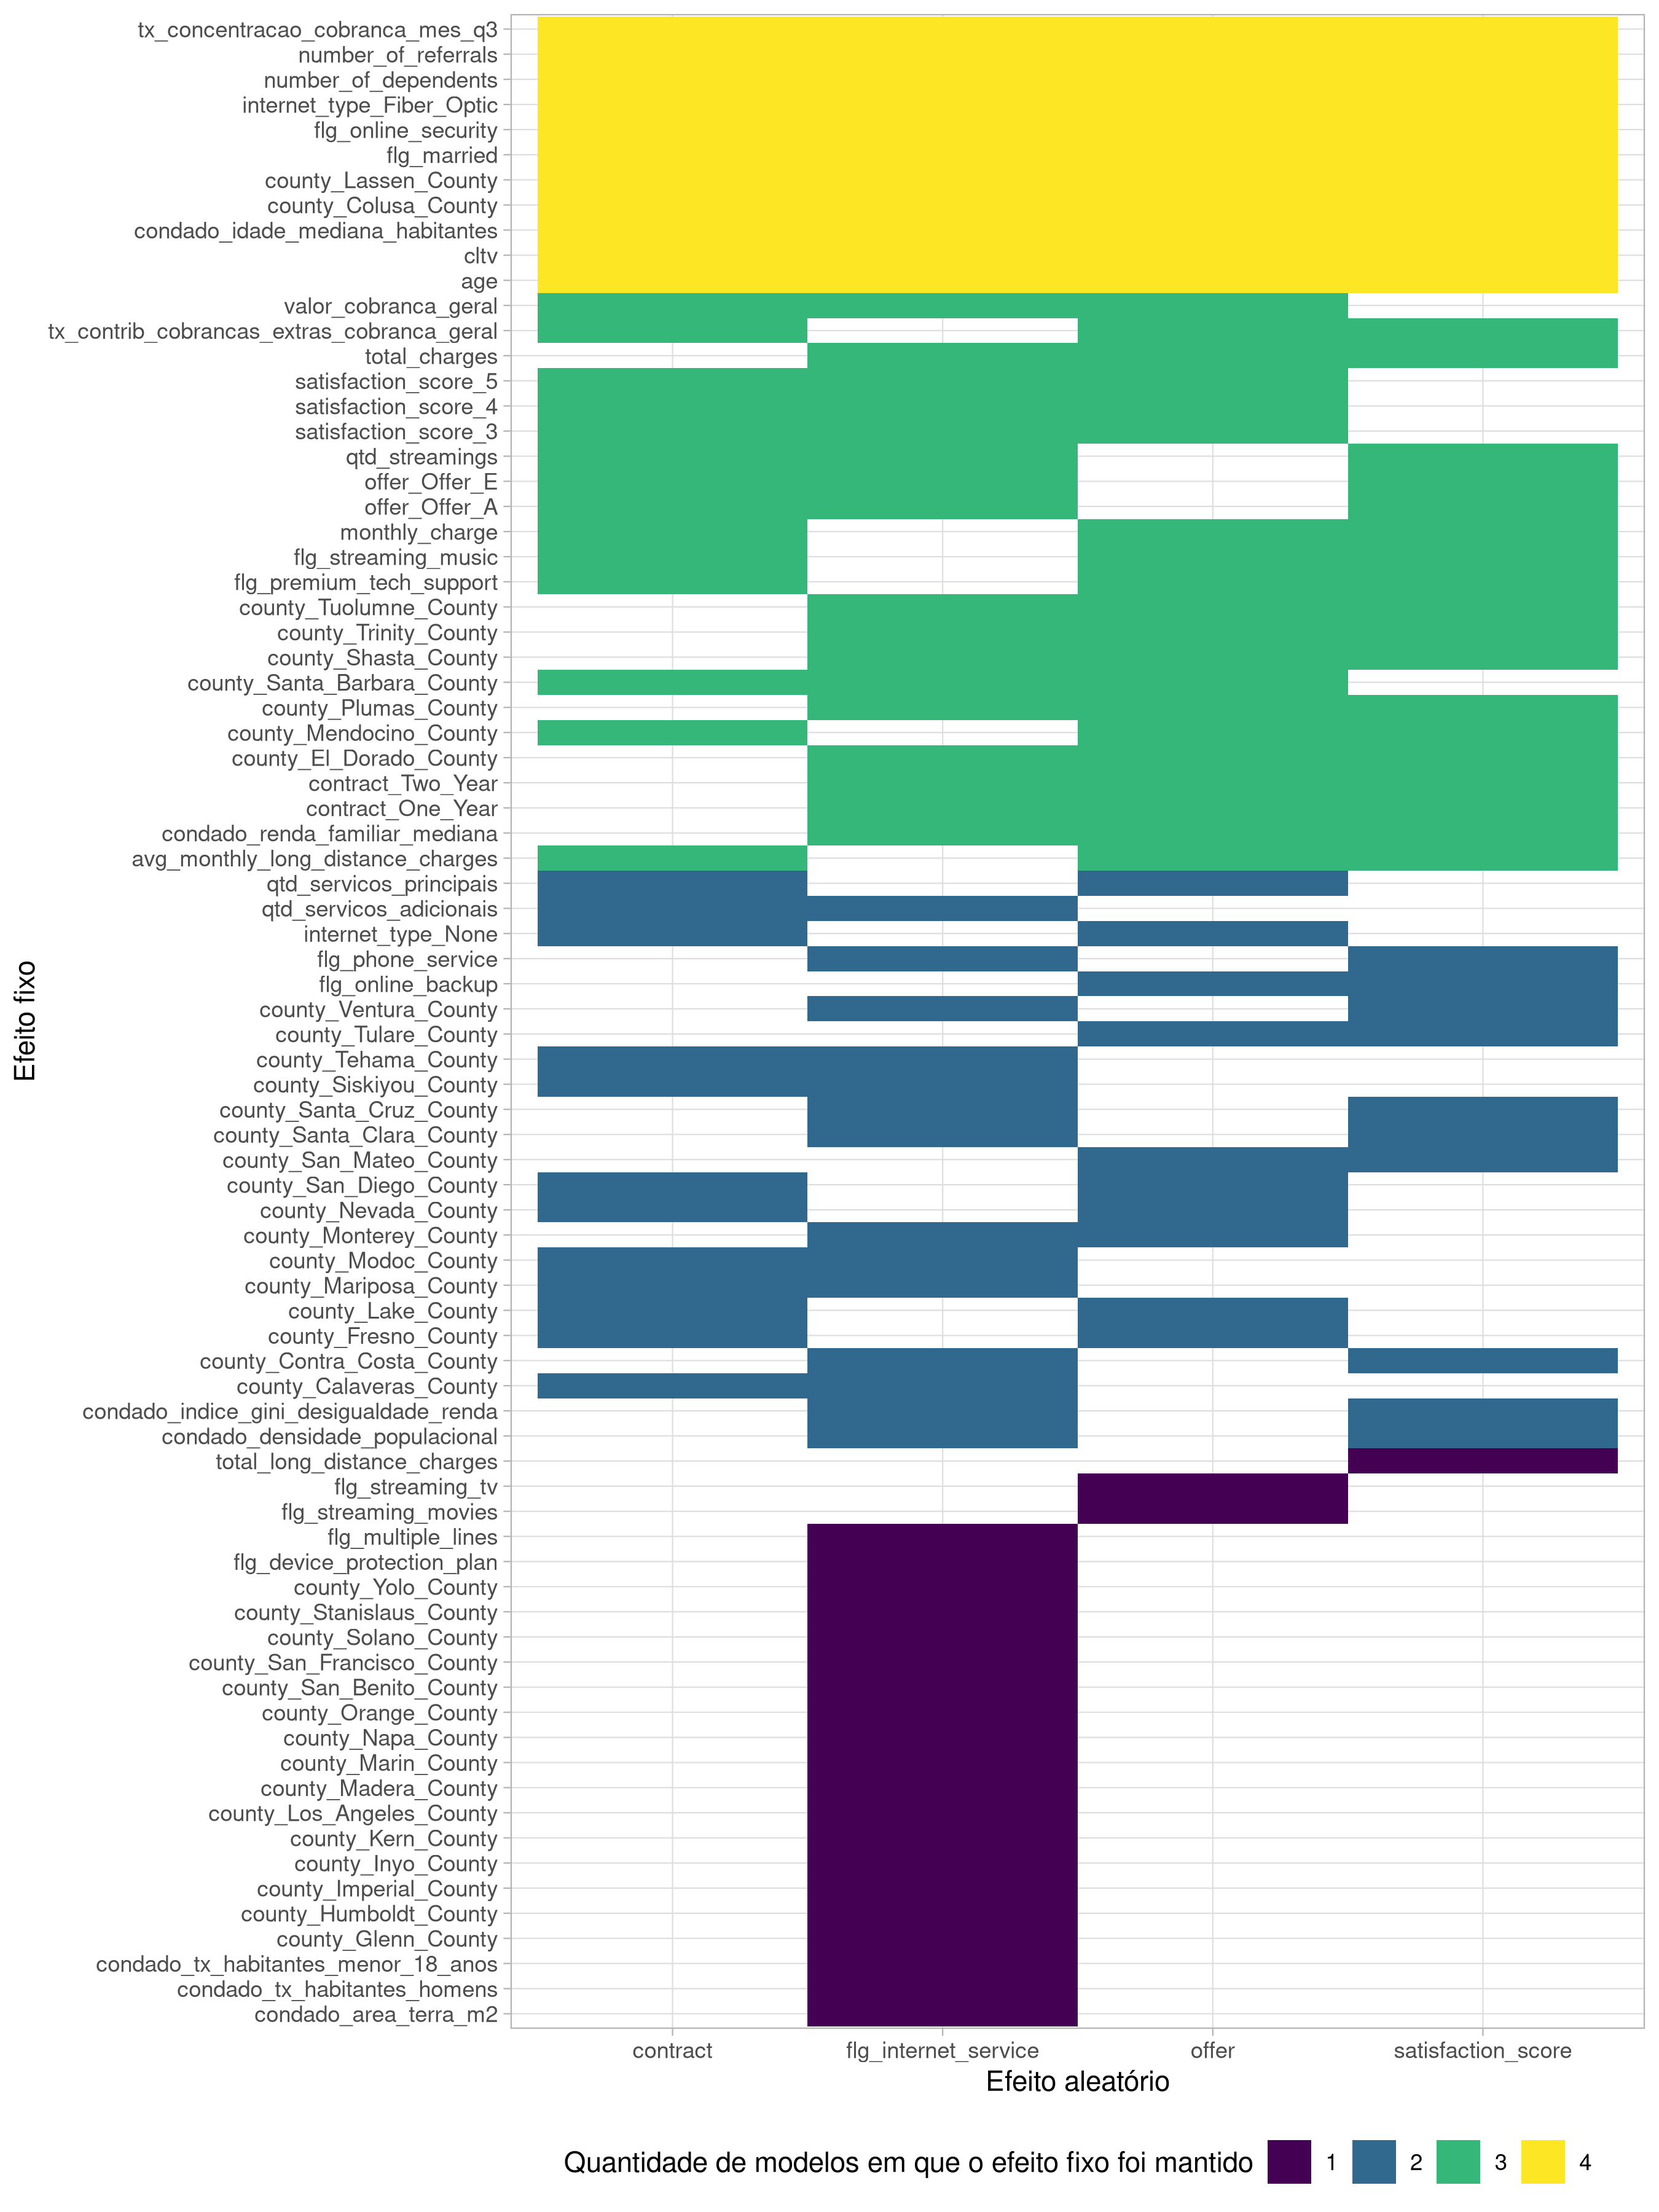 tx_concentracao_cobranca_mes_q3
number_of_referrals
number_of_dependents
internet_type_Fiber_Optic
flg_online_security
flg_married
county_Lassen_County
county_Colusa_County
condado_idade_mediana_habitantes
cltv
age
valor_cobranca_geral
tx_contrib_cobrancas_extras_cobranca_geral
total_charges
satisfaction_score_5
satisfaction_score_4
satisfaction_score_3
qtd_streamings
offer_Offer_E
offer_Offer_A
monthly_charge
flg_streaming_music
flg_premium_tech_support
county_Tuolumne_County
county_Trinity_County
county_Shasta_County
county_Santa_Barbara_County
county_Plumas_County
county_Mendocino_County
county_El_Dorado_County
contract_Two_Year
contract_One_Year
condado_renda_familiar_mediana
avg_monthly_long_distance_charges
qtd_servicos_principais
qtd_servicos_adicionais
internet_type_None
flg_phone_service
flg_online_backup
county_Ventura_County
county_Tulare_County
county_Tehama_County
county_Siskiyou_County
county_Santa_Cruz_County
county_Santa_Clara_County
county_San_Mateo_County
county_San_Diego_County
county_Nevada_County
county_Monterey_County
county_Modoc_County
county_Mariposa_County
county_Lake_County
county_Fresno_County
county_Contra_Costa_County
county_Calaveras_County
condado_indice_gini_desigualdade_renda
condado_densidade_populacional
total_long_distance_charges
flg_streaming_tv
flg_streaming_movies
flg_multiple_lines
flg_device_protection_plan
county_Yolo_County
county_Stanislaus_County
county_Solano_County
county_San_Francisco_County
county_San_Benito_County
county_Orange_County
county_Napa_County
county_Marin_County
county_Madera_County
county_Los_Angeles_County
county_Kern_County
county_Inyo_County
county_Imperial_County
county_Humboldt_County
county_Glenn_County
condado_tx_habitantes_menor_18_anos
condado_tx_habitantes_homens
condado_area_terra_m2
Efeito fixo
contract flg_internet_service offer satisfaction_score
Efeito aleatório
Quantidade de modelos em que o efeito fixo foi mantido 1 2 3 4